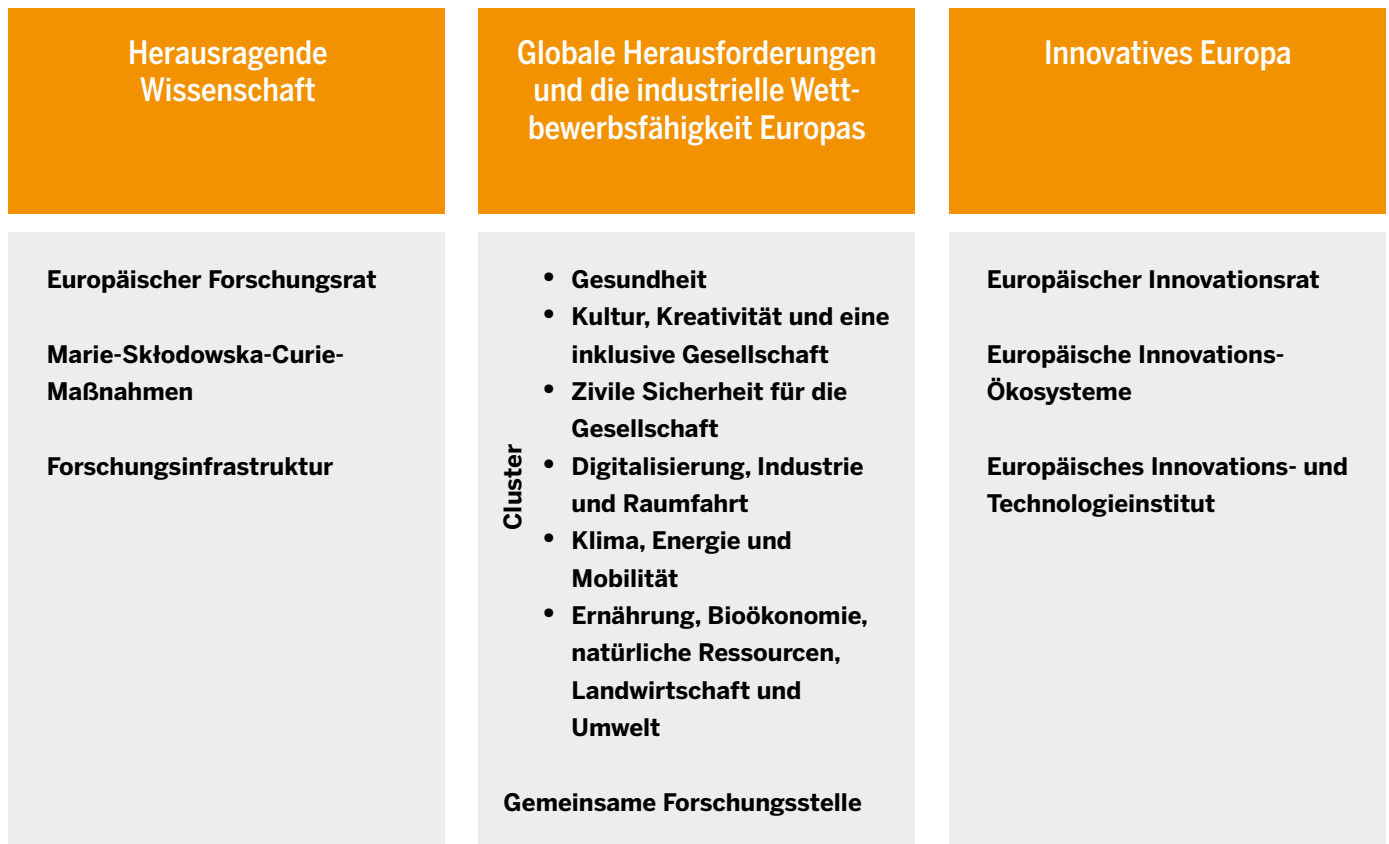 Herausragende
Wissenschaft
Europäischer Forschungsrat
Marie-Skłodowska-Curie-
Maßnahmen
Forschungsinfrastruktur
Globale Herausforderungen
und die industrielle Wett-
bewerbsfähigkeit Europas
Cluster
• Gesundheit
• Kultur, Kreativität und eine
inklusive Gesellschaft
• Zivile Sicherheit für die
Gesellschaft
• Digitalisierung, Industrie
und Raumfahrt
• Klima, Energie und
Mobilität
• Ernährung, Bioökonomie,
natürliche Ressourcen,
Landwirtschaft und
Umwelt
Gemeinsame Forschungsstelle
Innovatives Europa
Europäischer Innovationsrat
Europäische Innovations-
Ökosysteme
Europäisches Innovations- und
Technologieinstitut